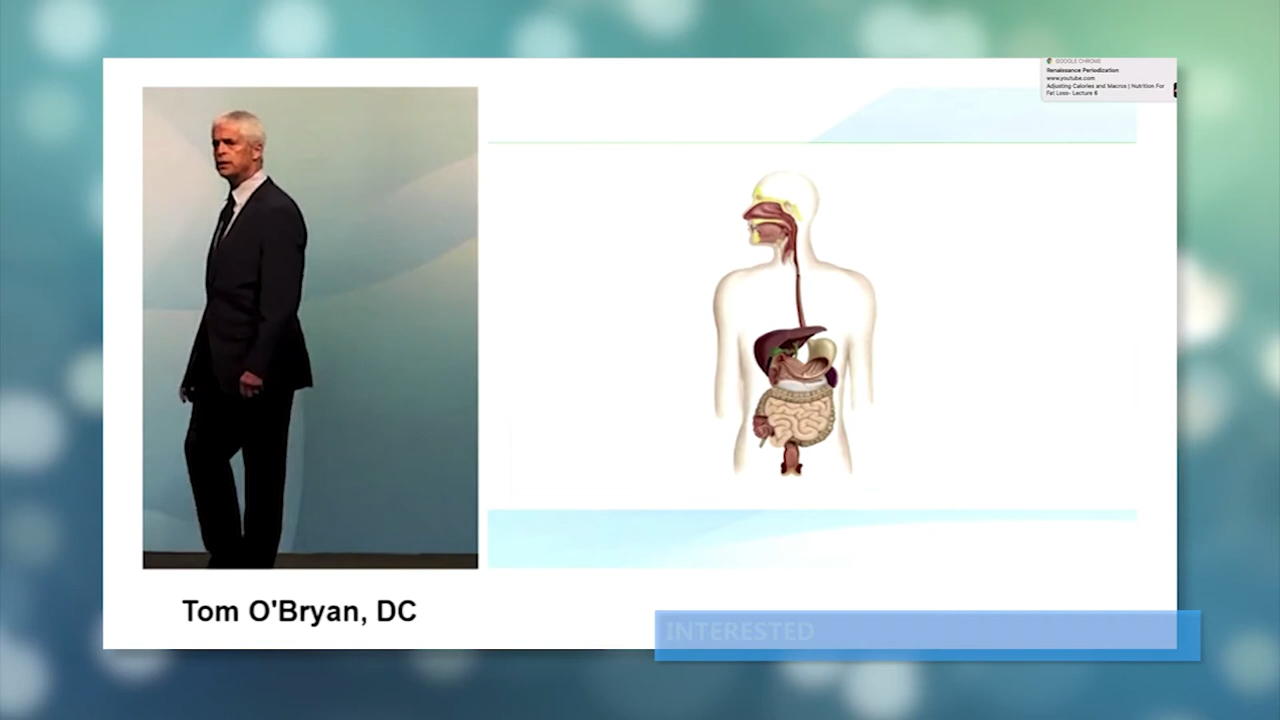 GOOGLE CHROME
Renaissance Periodization
www.youtube.com
Adjusting Calories and Macros | Nutrition For
Fat Loss- Lecture 6
Tom O'Bryan, DC
INTERESTED